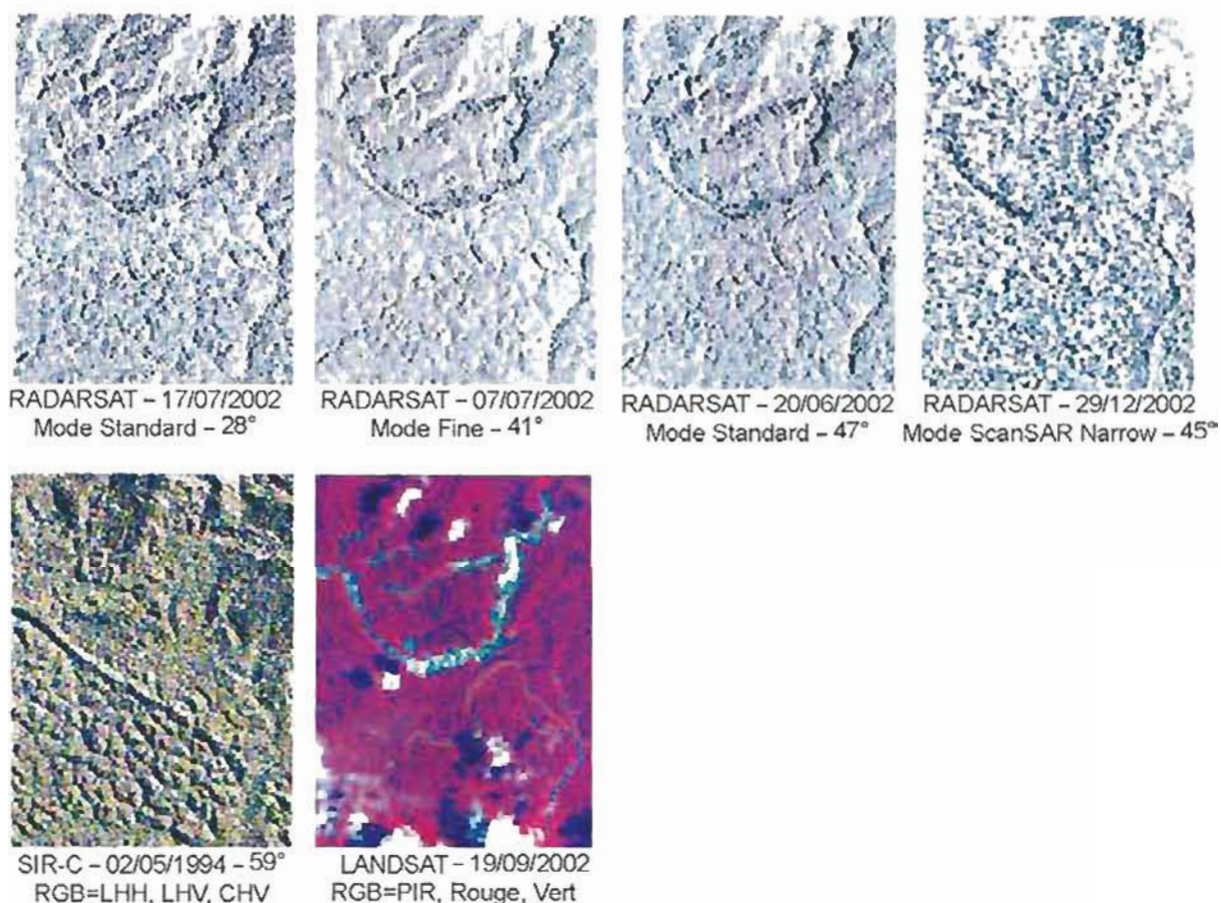 RADARSAT – 17/07/2002
Mode Standard – 28°
RADARSAT – 07/07/2002
Mode Fine – 41°
RADARSAT – 20/06/2002
Mode Standard – 47°
RADARSAT – 29/12/2002
Mode ScanSAR Narrow – 45°
SIR-C – 02/05/1994 – 59°
RGB=LHH, LHV, CHV
LANDSAT – 19/09/2002
RGB=PIR, Rouge, Vert